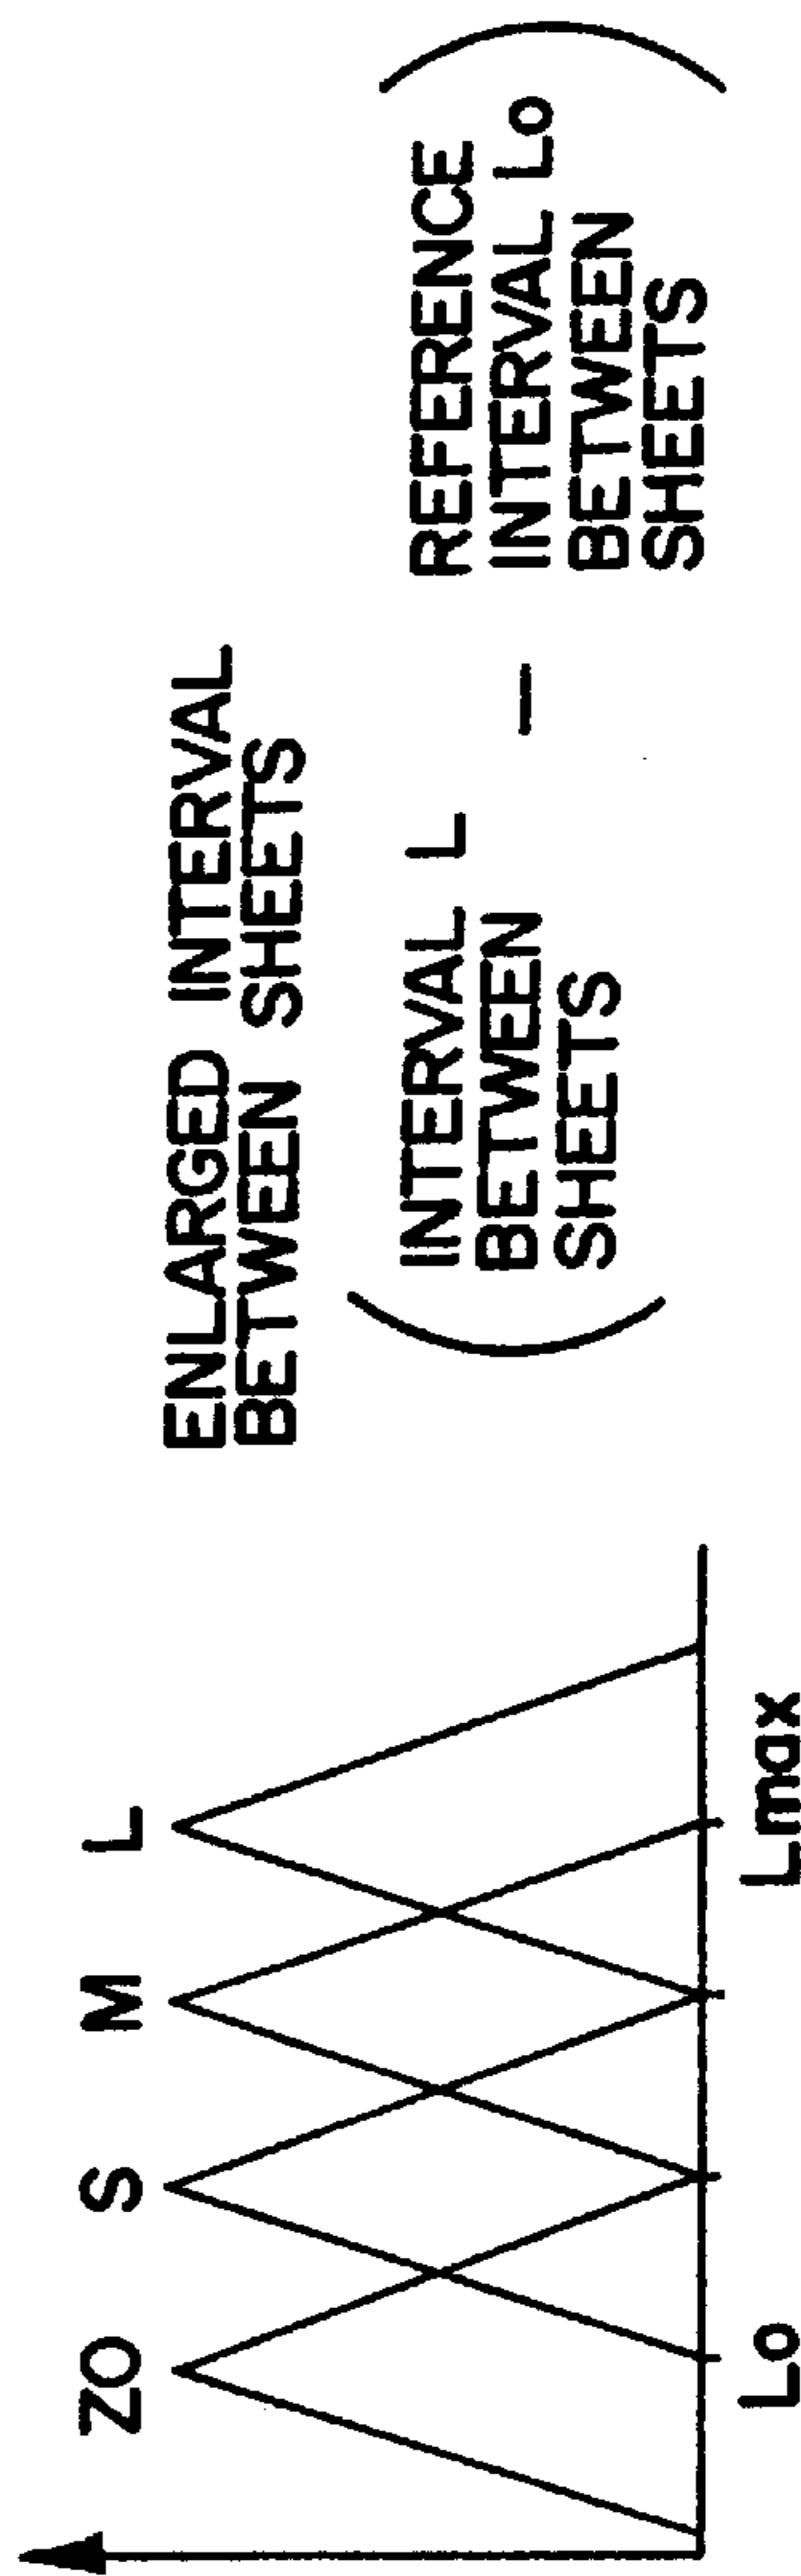 ZO S M L
Lo Lmax
ENLARGED INTERVAL
BETWEEN SHEETS
( INTERVAL L
BETWEEN
SHEETS
–
REFERENCE
INTERVAL Lo
BETWEEN
SHEETS )